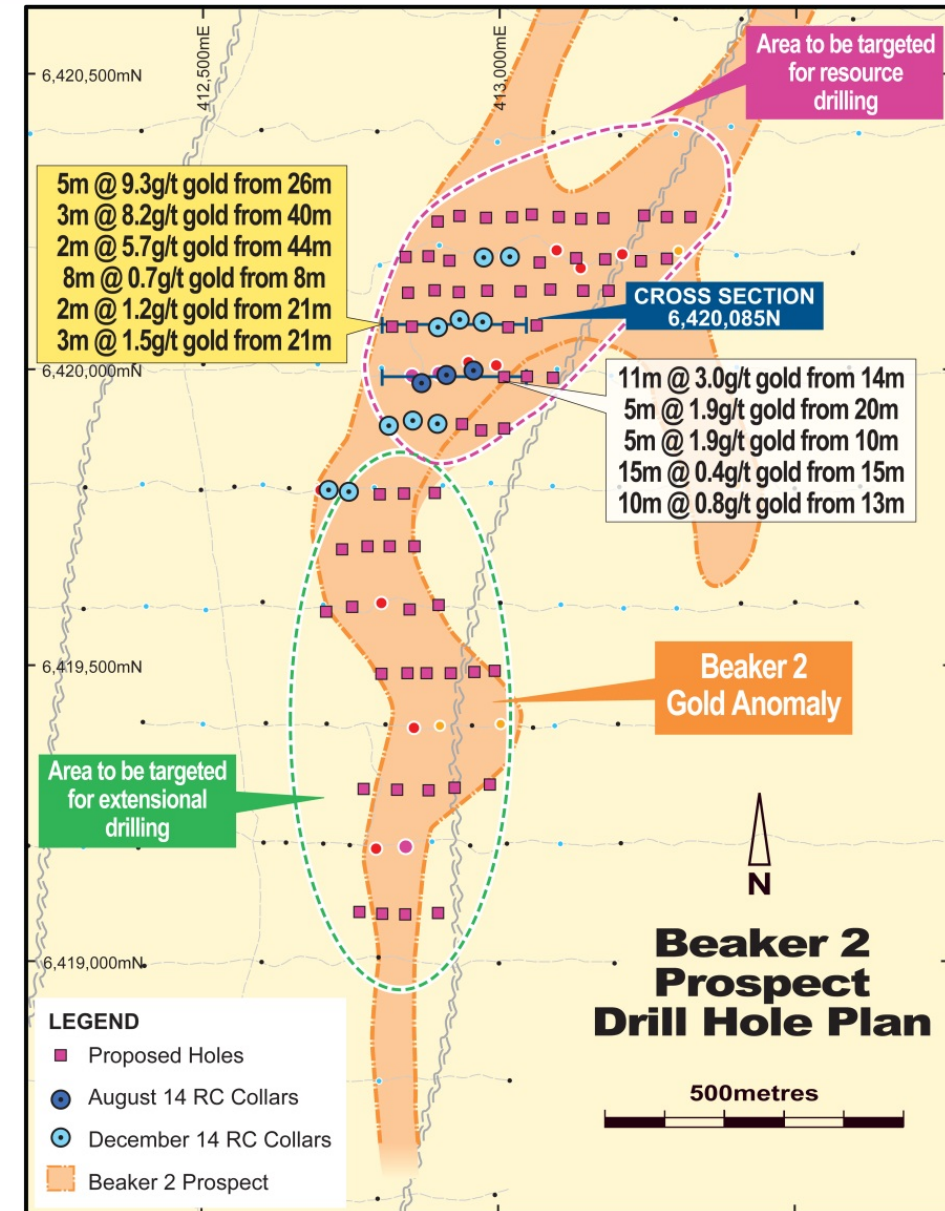 412,500mE
413,000mE
6,420,500mN
Area to be targeted
for resource
drilling
5m @ 9.3g/t gold from 26m
3m @ 8.2g/t gold from 40m
2m @ 5.7g/t gold from 44m
8m @ 0.7g/t gold from 8m
2m @ 1.2g/t gold from 21m
3m @ 1.5g/t gold from 21m
CROSS SECTION
6,420,085N
6,420,000mN
11m @ 3.0g/t gold from 14m
5m @ 1.9g/t gold from 20m
5m @ 1.9g/t gold from 10m
15m @ 0.4g/t gold from 15m
10m @ 0.8g/t gold from 13m
6,419,500mN
Beaker 2
Gold Anomaly
Area to be targeted
for extensional
drilling
N
6,419,000mN
Beaker 2
Prospect
Drill Hole Plan
500metres
LEGEND
Proposed Holes
August 14 RC Collars
December 14 RC Collars
Beaker 2 Prospect